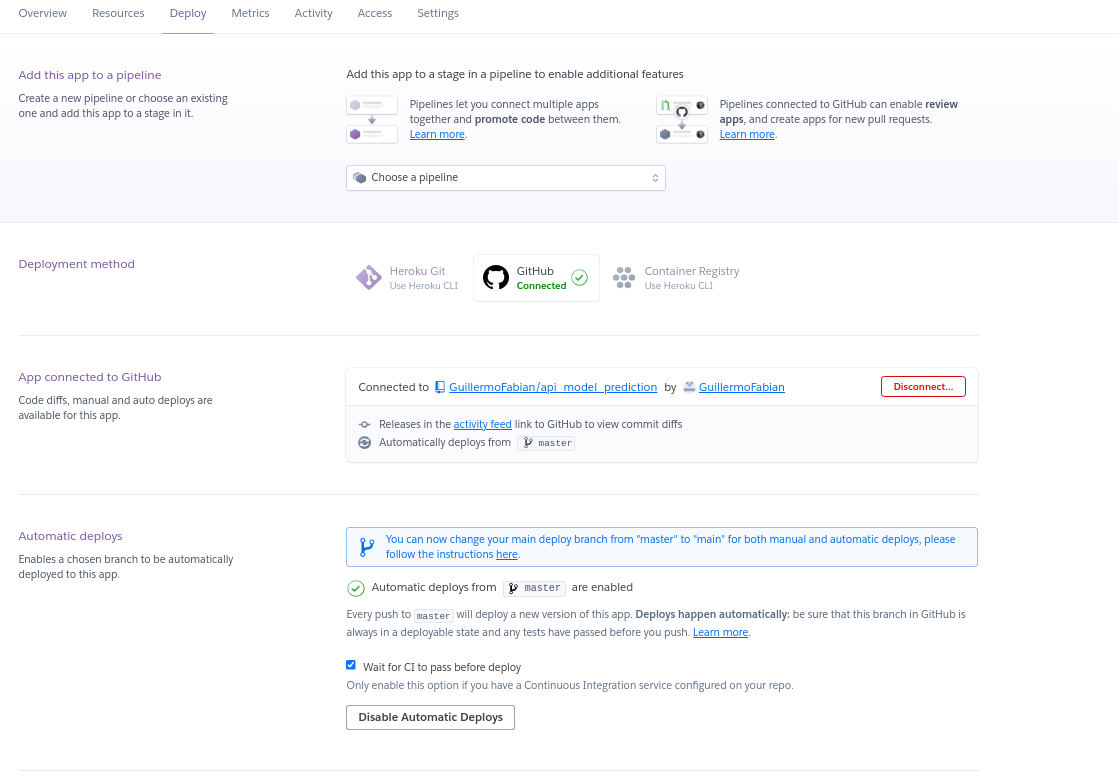 Overview Resources Deploy Metrics Activity Access Settings
Add this app to a pipeline
Create a new pipeline or choose an existing
one and add this app to a stage in it.
Add this app to a stage in a pipeline to enable additional features
Pipelines let you connect multiple apps
together and promote code between them.
Learn more.
Pipelines connected to GitHub can enable review
apps, and create apps for new pull requests.
Learn more.
Choose a pipeline
Deployment method
Heroku Git
Use Heroku CLI
GitHub
Connected
Container Registry
Use Heroku CLI
App connected to GitHub
Code diffs, manual and auto deploys are
available for this app.
Connected to GuillermoFabian/api_model_prediction by GuillermoFabian
Disconnect...
Releases in the activity feed link to GitHub to view commit diffs
Automatically deploys from master
Automatic deploys
Enables a chosen branch to be automatically
deployed to this app.
You can now change your main deploy branch from "master" to "main" for both manual and automatic deploys, please
follow the instructions here.
Automatic deploys from master are enabled
Every push to master will deploy a new version of this app. Deploys happen automatically: be sure that this branch in GitHub is
always in a deployable state and any tests have passed before you push. Learn more.
Wait for CI to pass before deploy
Only enable this option if you have a Continuous Integration service configured on your repo.
Disable Automatic Deploys